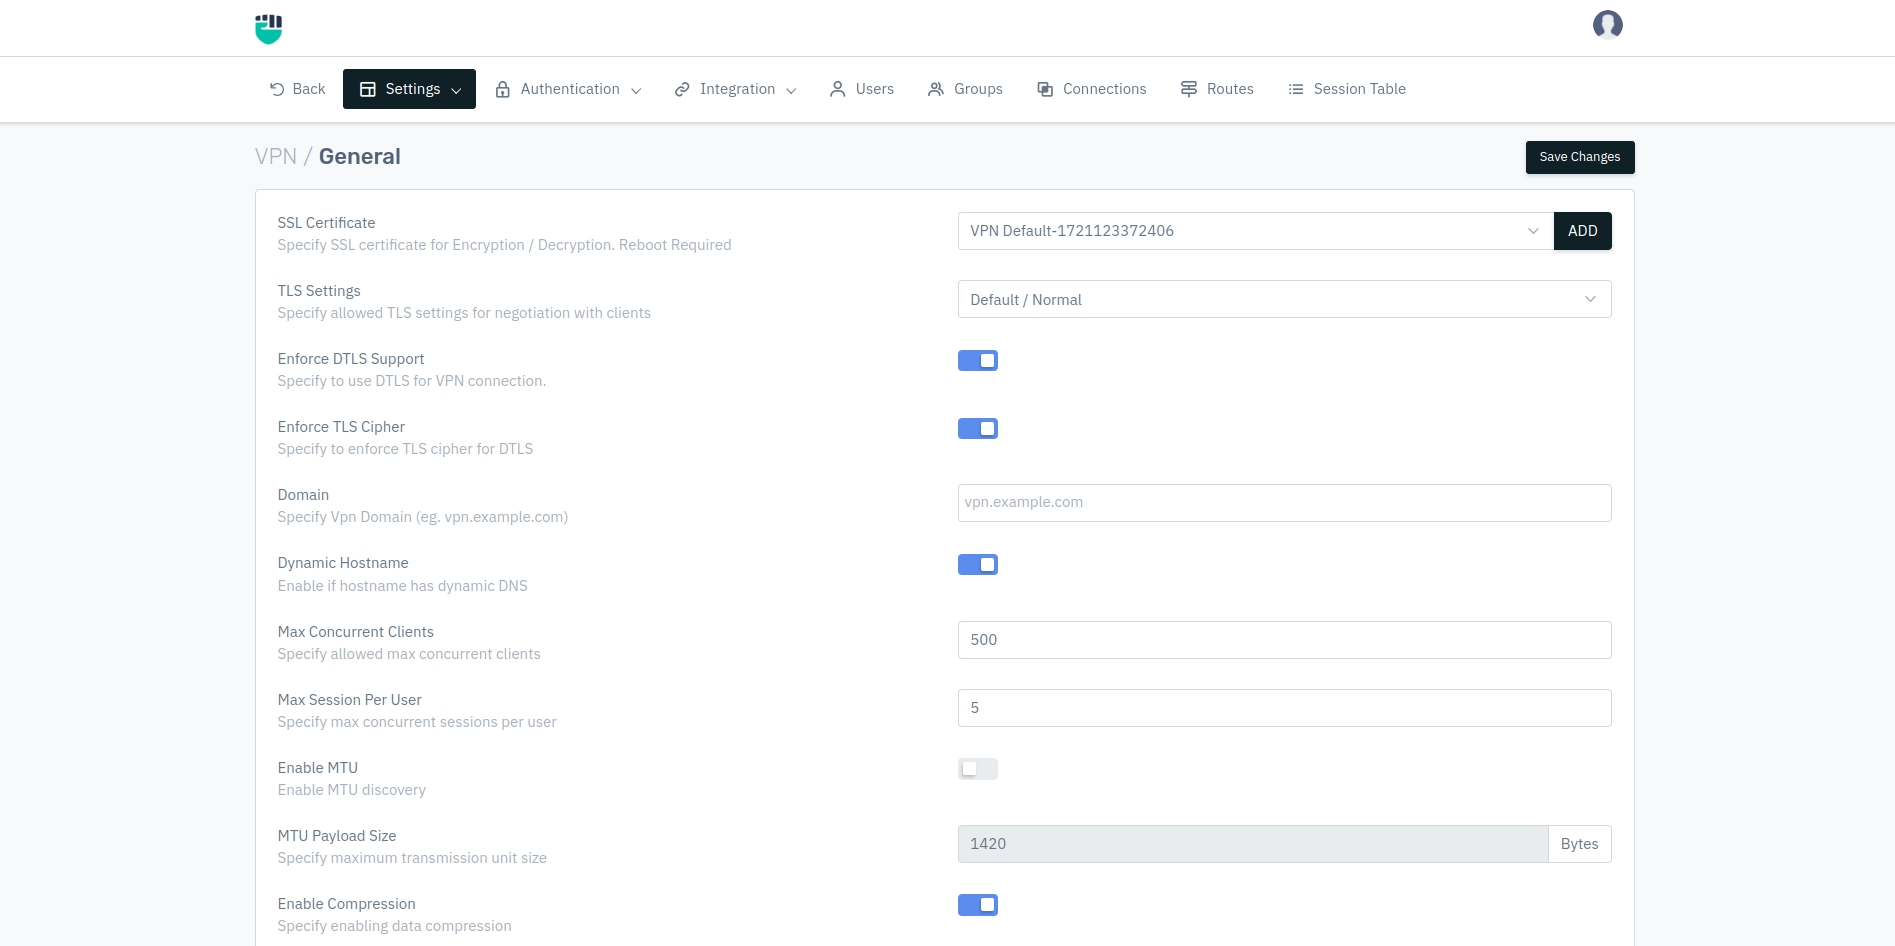 Back Settings Authentication Integration Users Groups Connections Routes Session Table
VPN / General
Save Changes
SSL Certificate
Specify SSL certificate for Encryption / Decryption. Reboot Required
VPN Default-1721123372406
ADD
TLS Settings
Specify allowed TLS settings for negotiation with clients
Default / Normal
Enforce DTLS Support
Specify to use DTLS for VPN connection.
Enforce TLS Cipher
Specify to enforce TLS cipher for DTLS
Domain
Specify Vpn Domain (eg. vpn.example.com)
vpn.example.com
Dynamic Hostname
Enable if hostname has dynamic DNS
Max Concurrent Clients
Specify allowed max concurrent clients
500
Max Session Per User
Specify max concurrent sessions per user
5
Enable MTU
Enable MTU discovery
MTU Payload Size
Specify maximum transmission unit size
1420
Bytes
Enable Compression
Specify enabling data compression